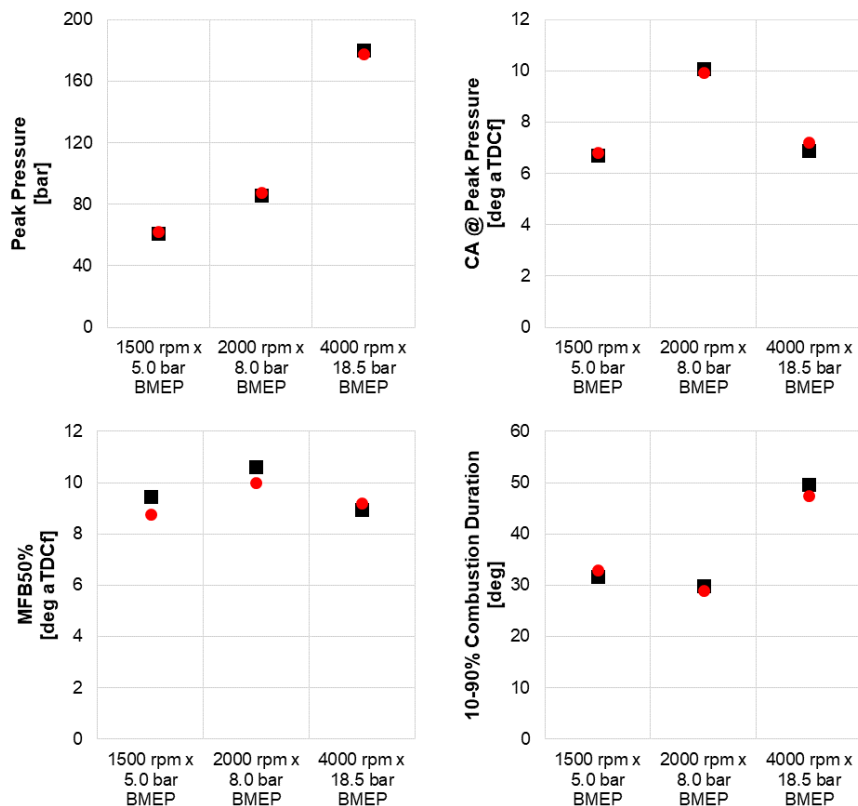 Peak Pressure
[bar]
200
160
120
80
40
0
1500 rpm x
5.0 bar
BMEP
2000 rpm x
8.0 bar
BMEP
4000 rpm x
18.5 bar
BMEP
CA @ Peak Pressure
[deg aTDCf]
12
10
8
6
4
2
0
1500 rpm x
5.0 bar
BMEP
2000 rpm x
8.0 bar
BMEP
4000 rpm x
18.5 bar
BMEP
MFB50%
[deg aTDCf]
12
10
8
6
4
2
0
1500 rpm x
5.0 bar
BMEP
2000 rpm x
8.0 bar
BMEP
4000 rpm x
18.5 bar
BMEP
10-90% Combustion Duration
[deg]
60
50
40
30
20
10
0
1500 rpm x
5.0 bar
BMEP
2000 rpm x
8.0 bar
BMEP
4000 rpm x
18.5 bar
BMEP